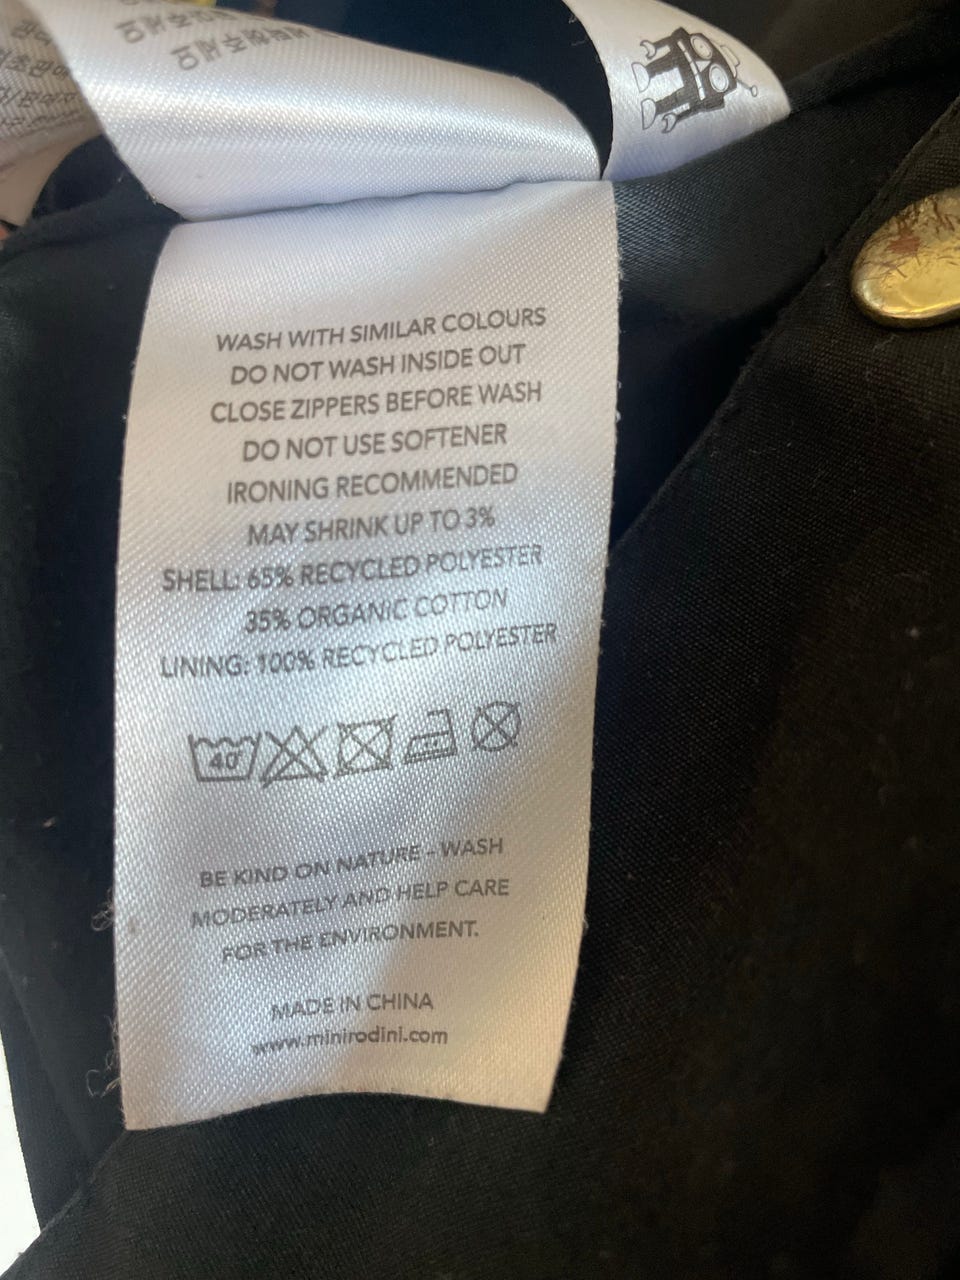 WASH WITH SIMILAR COLOURS
DO NOT WASH INSIDE OUT
CLOSE ZIPPERS BEFORE WASH
DO NOT USE SOFTENER
IRONING RECOMMENDED
MAY SHRINK UP TO 3%
SHELL: 65% RECYCLED POLYESTER
35% ORGANIC COTTON
LINING: 100% RECYCLED POLYESTER
40
BE KIND ON NATURE - WASH
MODERATELY AND HELP CARE
FOR THE ENVIRONMENT.
MADE IN CHINA
www.minirodini.com